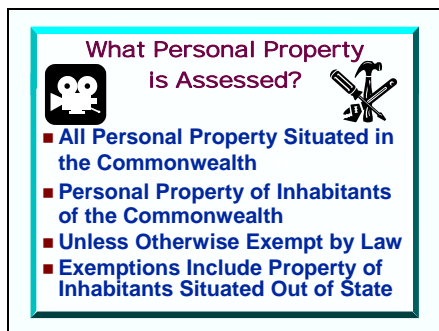 What Personal Property
is Assessed?
■ All Personal Property Situated in
the Commonwealth
■ Personal Property of Inhabitants
of the Commonwealth
■ Unless Otherwise Exempt by Law
■ Exemptions Include Property of
Inhabitants Situated Out of State